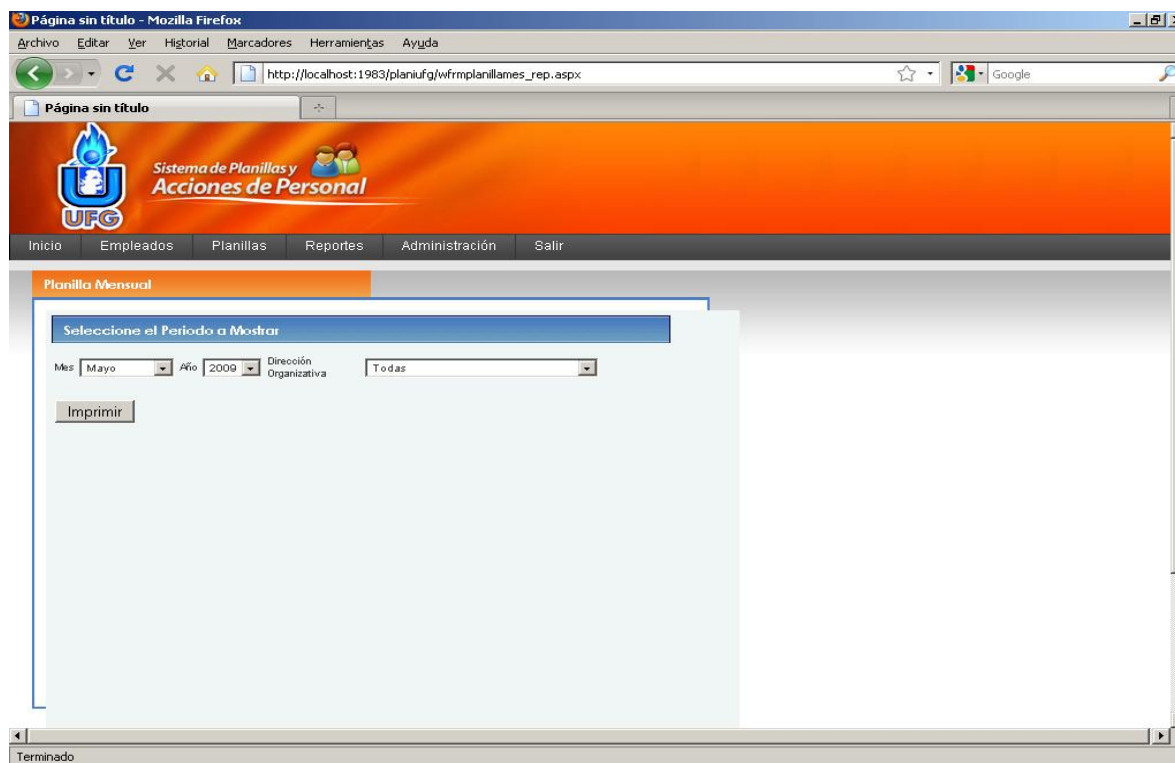 Página sin título - Mozilla Firefox
Archivo Editar Ver Historial Marcadores Herramientas Ayuda
http://localhost:1983/planiufg/wfrmplanillames_rep.aspx Google
Página sin título
Sistema de Planillas y
Acciones de Personal
UFG
Inicio Empleados Planillas Reportes Administración Salir
Planilla Mensual
Seleccione el Periodo a Mostrar
Mes Mayo Año 2009 Dirección Organizativa Todas
Imprimir
Terminado